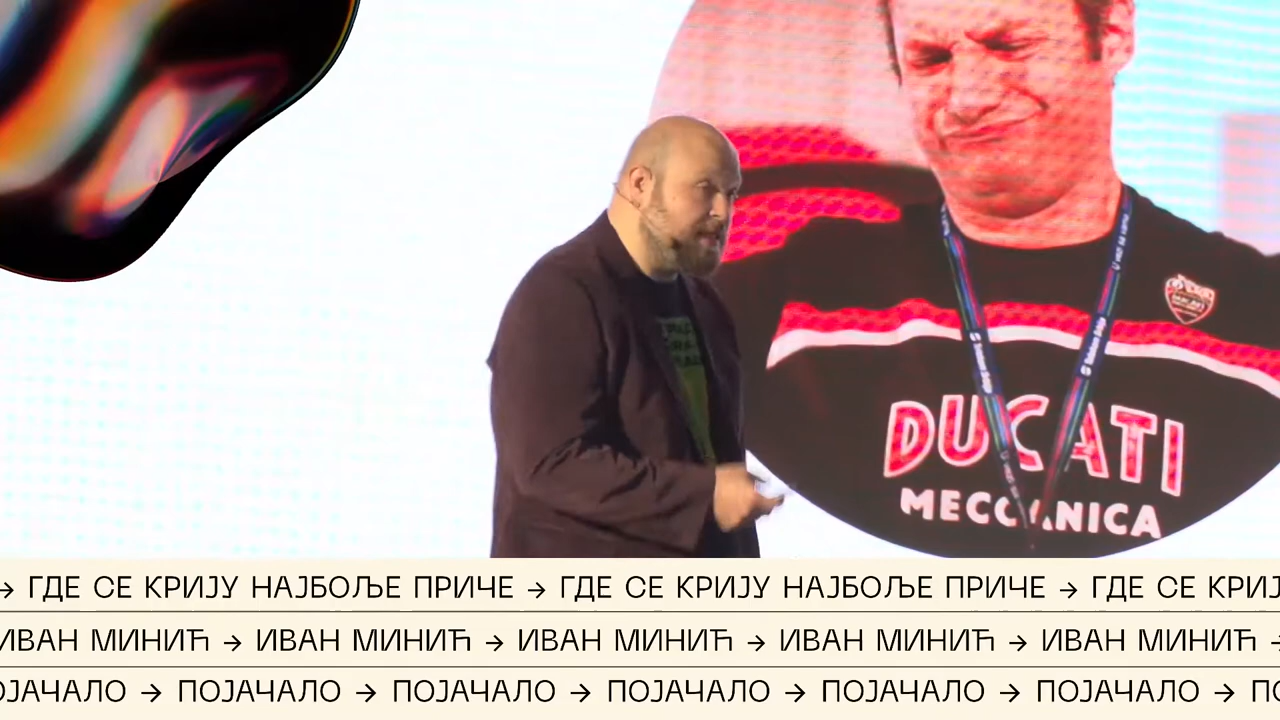 DUCATI
MECCANICA
→ ГДЕ СЕ КРИЈУ НАЈБОЉЕ ПРИЧЕ → ГДЕ СЕ КРИЈУ НАЈБОЉЕ ПРИЧЕ → ГДЕ СЕ КРИЈ
ИВАН МИНИЋ → ИВАН МИНИЋ → ИВАН МИНИЋ → ИВАН МИНИЋ → ИВАН МИНИЋ →
ОЈАЧАЛО → ПОЈАЧАЛО → ПОЈАЧАЛО → ПОЈАЧАЛО → ПОЈАЧАЛО → ПОЈАЧАЛО → ПО